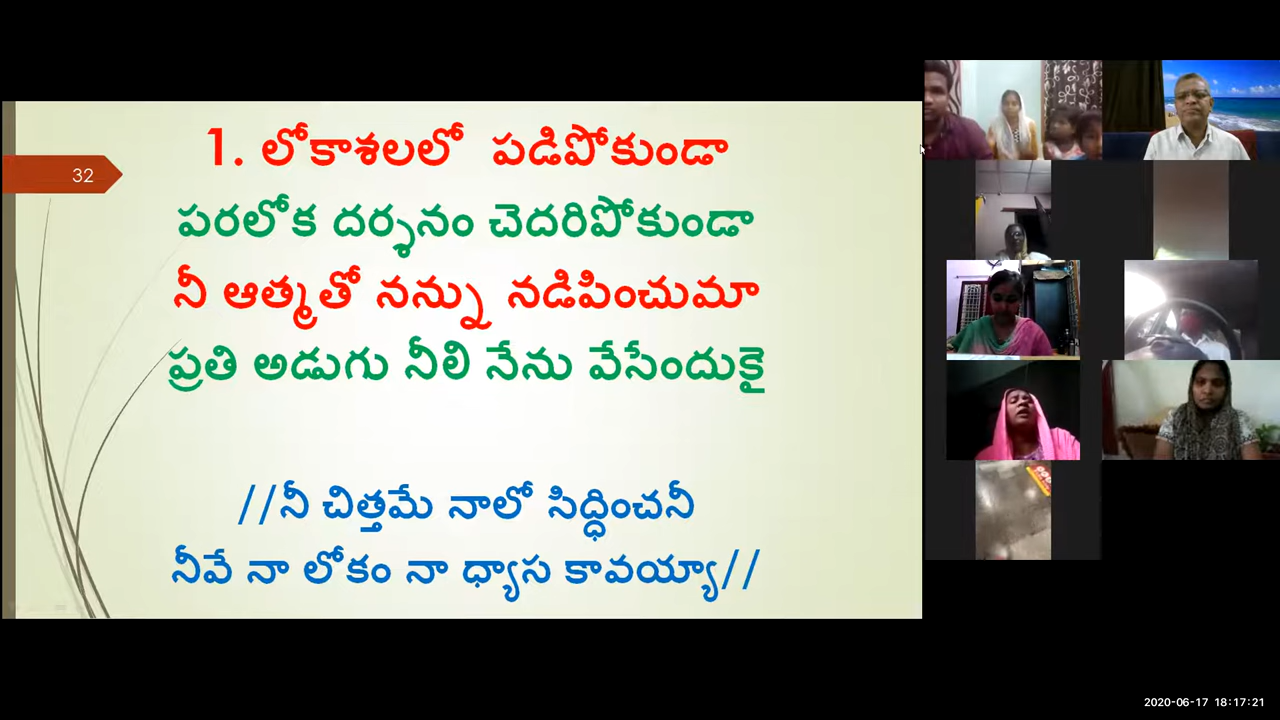 32
1. లోకాశలలో పడిపోకుండా
పరలోక దర్శనం చెదరిపోకుండా
నీ ఆత్మతో నన్ను నడిపించుమా
ప్రతి అడుగు నీలి నేను వేసేందుకై
//నీ చిత్తమే నాలో సిద్ధించనీ
నీవే నా లోకం నా ధ్యాస కావయ్యా//
2020-06-17 18:17:21